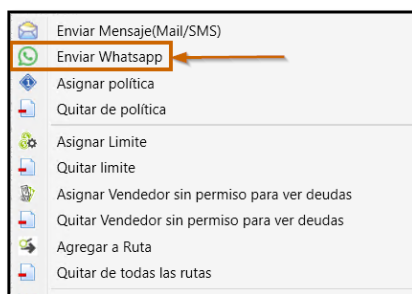 Enviar Mensaje(Mail/SMS)
Enviar Whatsapp
Asignar política
Quitar de política
Asignar Limite
Quitar limite
Asignar Vendedor sin permiso para ver deudas
Quitar Vendedor sin permiso para ver deudas
Agregar a Ruta
Quitar de todas las rutas